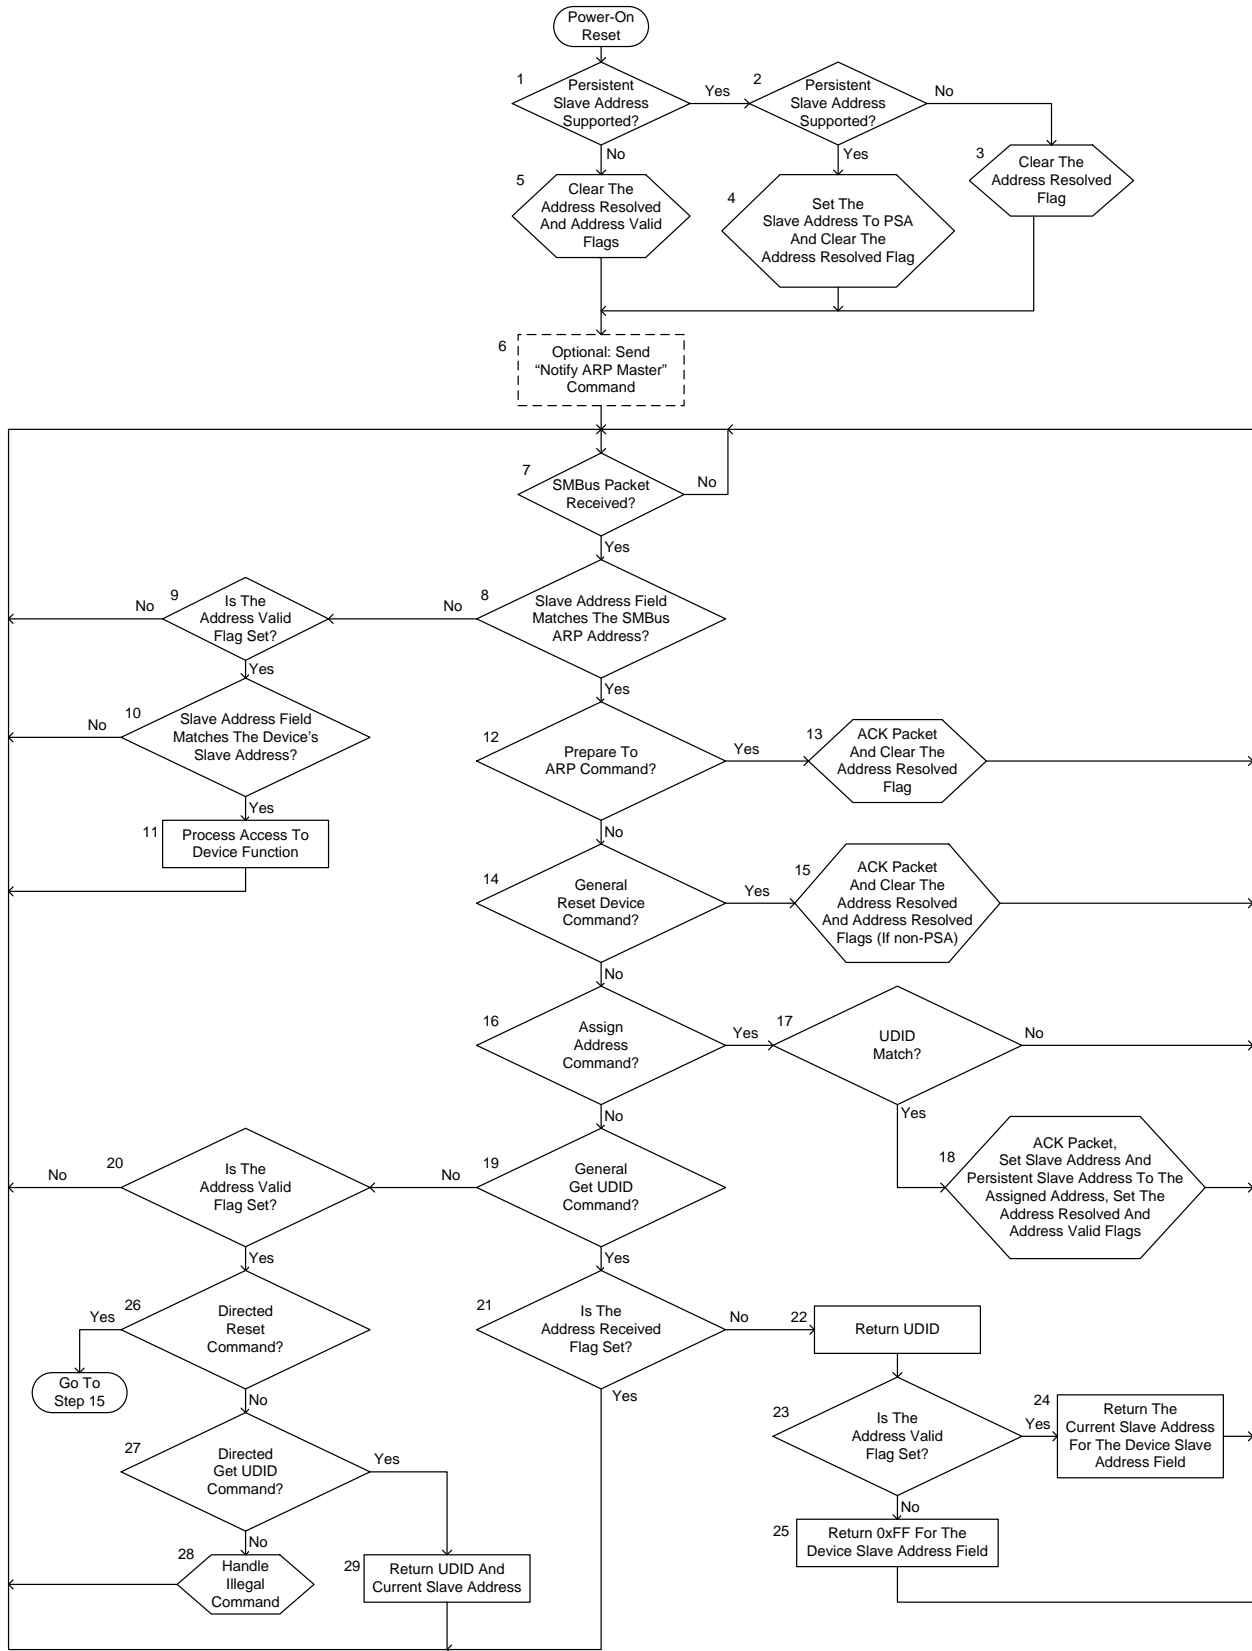 Power-On
Reset
1
Persistent
Slave Address
Supported?
Yes
2
Persistent
Slave Address
Supported?
No
No
Yes
3
Clear The
Address Resolved
Flag
5
Clear The
Address Resolved
And Address Valid
Flags
4
Set The
Slave Address To PSA
And Clear The
Address Resolved Flag
6
Optional: Send
“Notify ARP Master”
Command
7
SMBus Packet
Received?
No
Yes
9
Is The
Address Valid
Flag Set?
No
No
8
Slave Address Field
Matches The SMBus
ARP Address?
Yes
Yes
10
Slave Address Field
Matches The Device’s
Slave Address?
No
Yes
11
Process Access To
Device Function
12
Prepare To
ARP Command?
Yes
13
ACK Packet
And Clear The
Address Resolved
Flag
No
14
General
Reset Device
Command?
Yes
15
ACK Packet
And Clear The
Address Resolved
And Address Resolved
Flags (If non-PSA)
No
16
Assign
Address
Command?
Yes
17
UDID
Match?
No
No
Yes
18
ACK Packet,
Set Slave Address And
Persistent Slave Address To The
Assigned Address, Set The
Address Resolved And
Address Valid Flags
No
20
Is The
Address Valid
Flag Set?
No
19
General
Get UDID
Command?
Yes
Yes
Yes
26
Directed
Reset
Command?
Go To
Step 15
No
21
Is The
Address Received
Flag Set?
No
22
Return UDID
Yes
27
Directed
Get UDID
Command?
Yes
No
23
Is The
Address Valid
Flag Set?
Yes
24
Return The
Current Slave Address
For The Device Slave
Address Field
No
25
Return 0xFF For The
Device Slave Address Field
28
Handle
Illegal
Command
29
Return UDID And
Current Slave Address